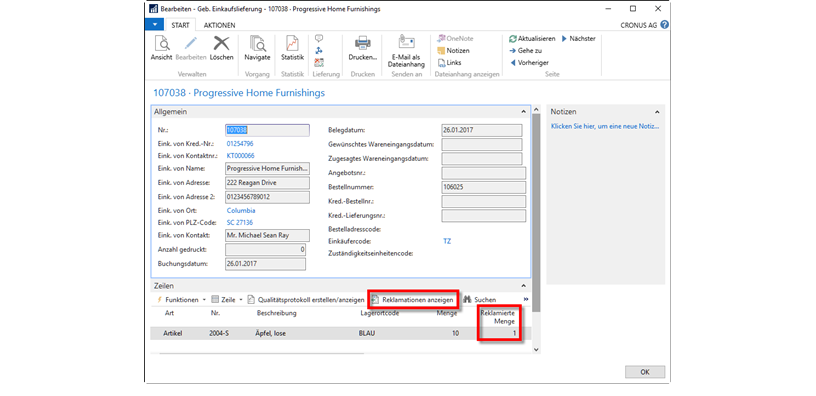 Bearbeiten - Geb. Einkaufslieferung - 107038 · Progressive Home Furnishings
START AKTIONEN CRONUS AG ?
Ansicht Bearbeiten Löschen
Navigate
Statistik
Drucken...
E-Mail als Dateianhang
OneNote
Notizen
Links
Aktualisieren
Gehe zu
Vorheriger
Nächster
Verwalten Vorgang Statistik Lieferung Drucken Senden an Dateianhang anzeigen Seite
107038 · Progressive Home Furnishings
Allgemein
Nr.: 107038
Eink. von Kred.-Nr.: 01254796
Eink. von Kontaktnr.: KT000066
Eink. von Name: Progressive Home Furnish...
Eink. von Adresse: 222 Reagan Drive
Eink. von Adresse 2: 0123456789012
Eink. von Ort: Columbia
Eink. von PLZ-Code: SC 27136
Eink. von Kontakt: Mr. Michael Sean Ray
Anzahl gedruckt: 0
Buchungsdatum: 26.01.2017
Belegdatum: 26.01.2017
Gewünschtes Wareneingangsdatum:
Zugesagtes Wareneingangsdatum:
Angebotsnr.:
Bestellnummer: 106025
Kred.-Bestellnr.:
Kred.-Lieferungsnr.:
Bestelladresscode:
Einkäufercode: TZ
Zuständigkeitseinheitencode:
Notizen
Klicken Sie hier, um eine neue Notiz...
Zeilen
Funktionen Zeile Qualitätsprotokoll erstellen/anzeigen Reklamationen anzeigen Suchen »
Art Nr. Beschreibung Lagerortcode Menge Reklamierte
Menge
Artikel 2004-S Äpfel, lose BLAU 10 1
OK